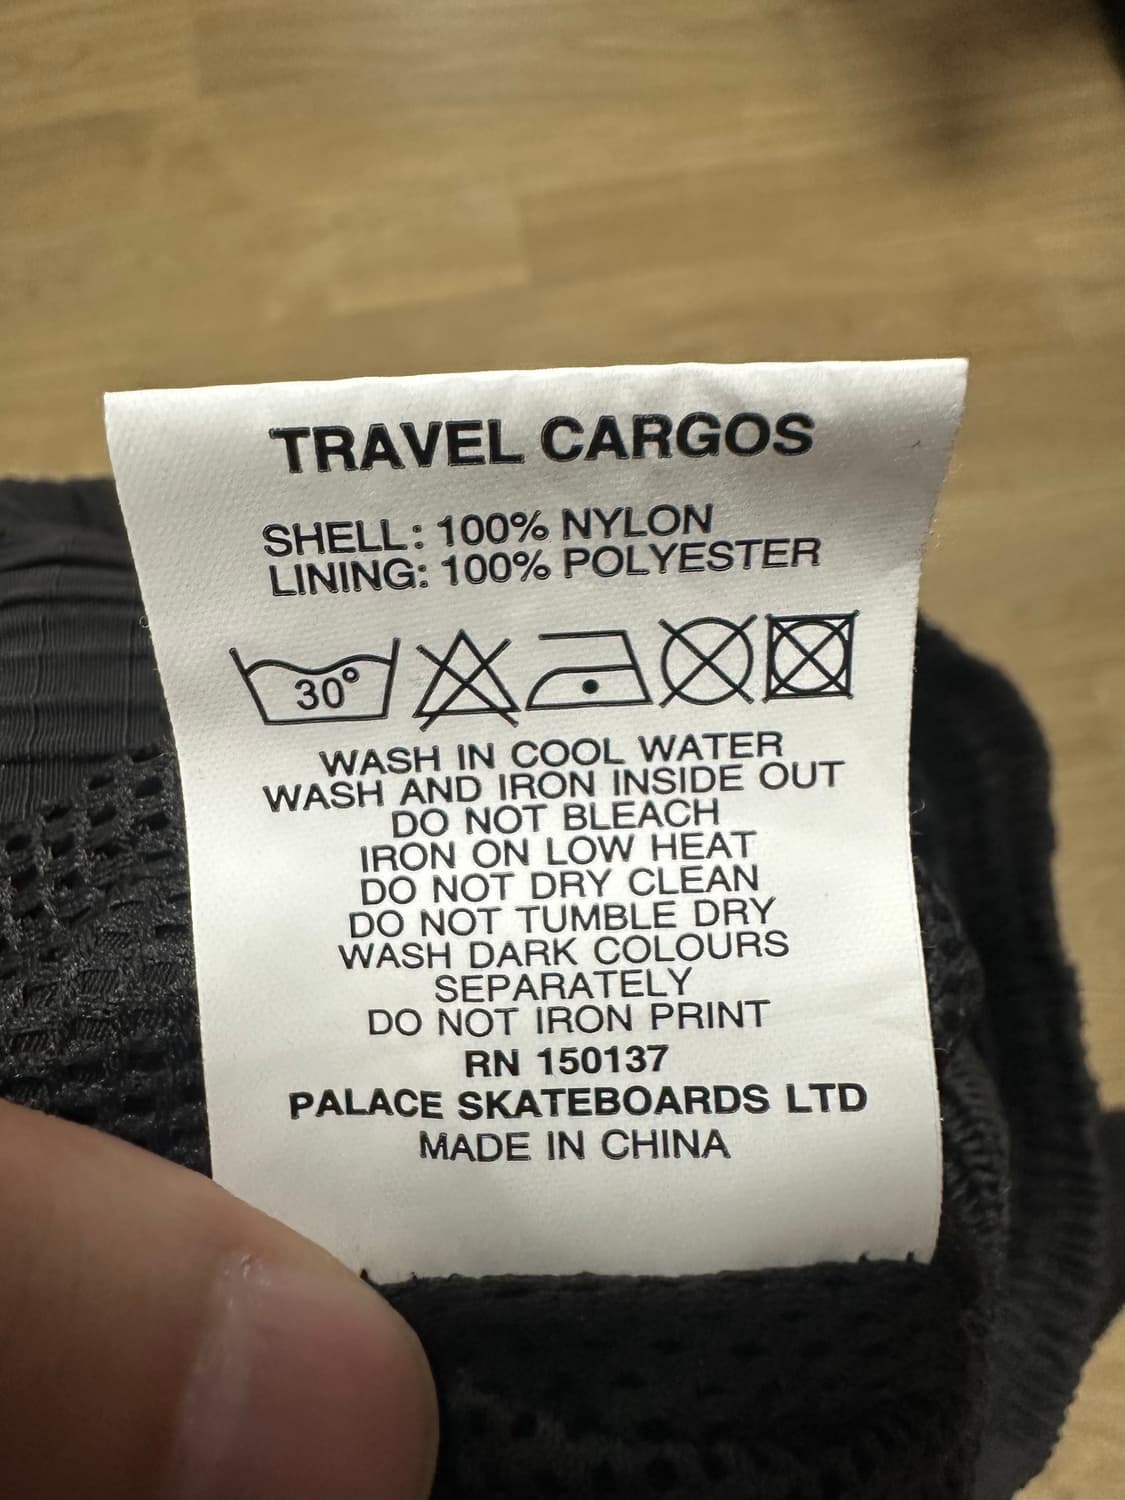 TRAVEL CARGOS
SHELL: 100% NYLON
LINING: 100% POLYESTER
30°
WASH IN COOL WATER
WASH AND IRON INSIDE OUT
DO NOT BLEACH
IRON ON LOW HEAT
DO NOT DRY CLEAN
DO NOT TUMBLE DRY
WASH DARK COLOURS
SEPARATELY
DO NOT IRON PRINT
RN 150137
PALACE SKATEBOARDS LTD
MADE IN CHINA